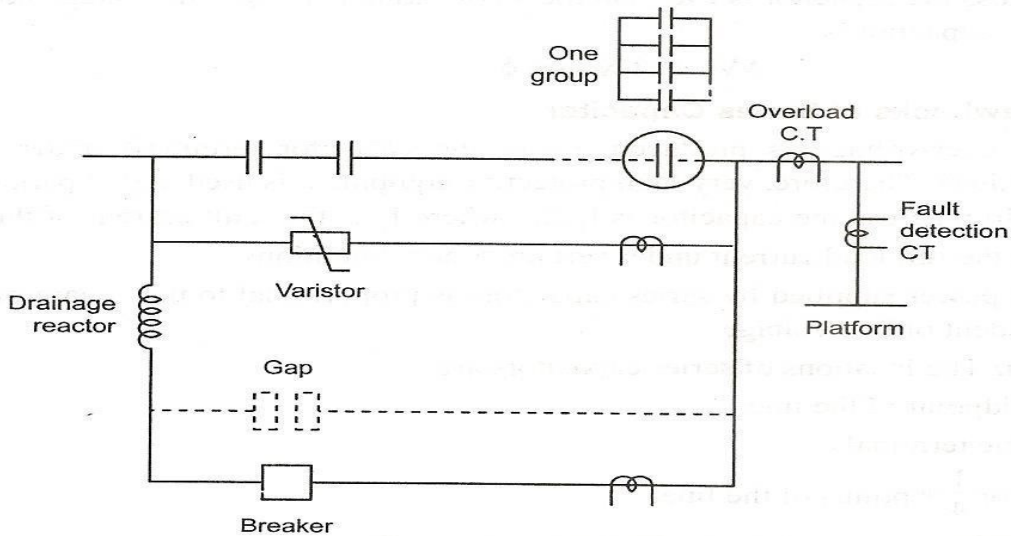 One
group
Overload
C.T
Fault
detection
CT
Varistor
Drainage
reactor
Platform
Gap
Breaker